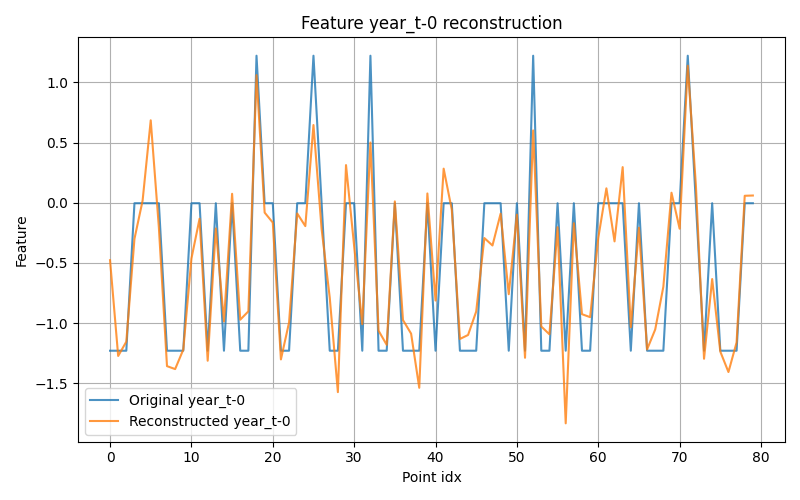 Feature year_t-0 reconstruction
1.0
0.5
0.0
−0.5
−1.0
−1.5
Feature
Original year_t-0
Reconstructed year_t-0
0 10 20 30 40 50 60 70 80
Point idx